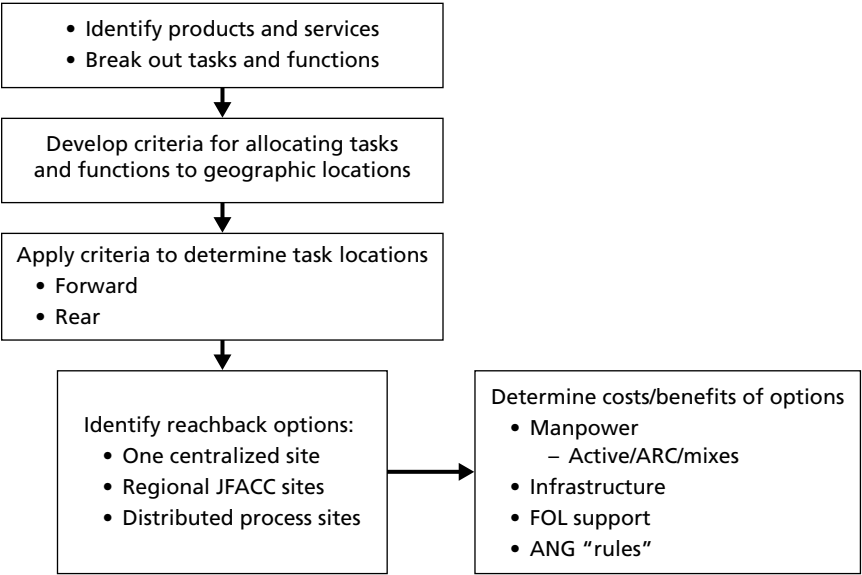 • Identify products and services
• Break out tasks and functions
Develop criteria for allocating tasks
and functions to geographic locations
Apply criteria to determine task locations
• Forward
• Rear
Identify reachback options:
• One centralized site
• Regional JFACC sites
• Distributed process sites
Determine costs/benefits of options
• Manpower
– Active/ARC/mixes
• Infrastructure
• FOL support
• ANG “rules”